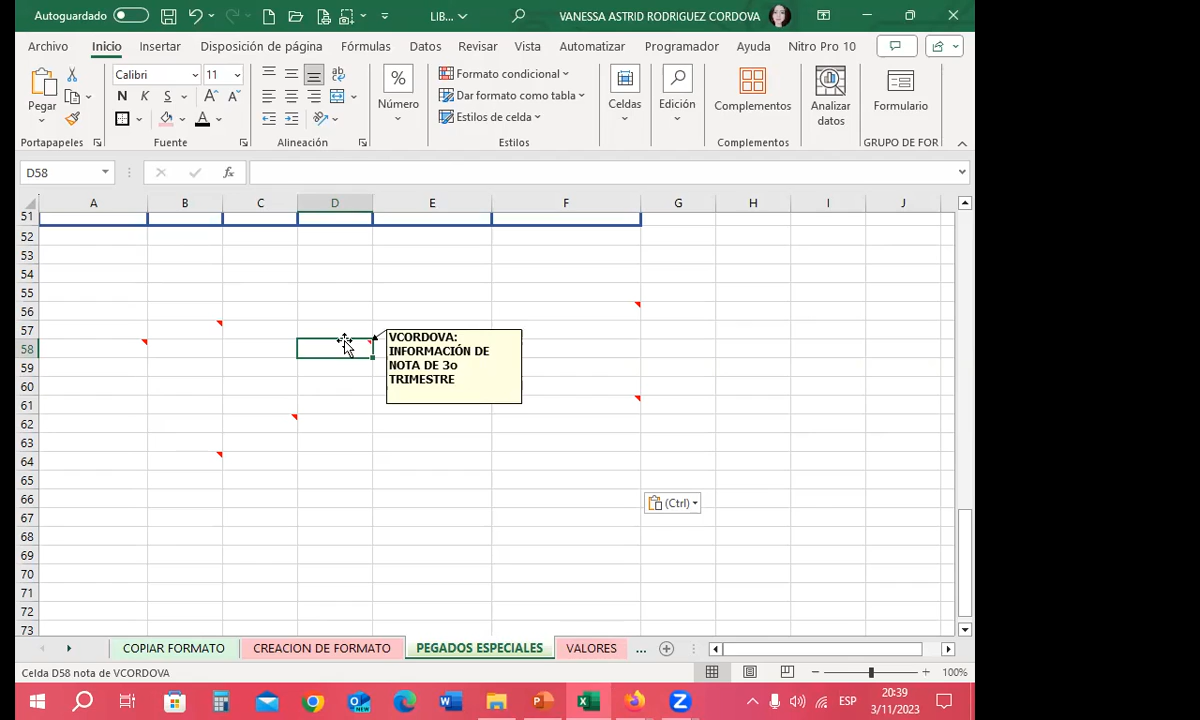 Autoguardado
LIB...
VANESSA ASTRID RODRIGUEZ CORDOVA
Archivo Inicio Insertar Disposición de página Fórmulas Datos Revisar Vista Automatizar Programador Ayuda Nitro Pro 10
Pegar
Portapapeles
Calibri 11
N K S A A
A
Fuente
ab
Alineación
%
Número
Formato condicional
Dar formato como tabla
Estilos de celda
Estilos
Celdas
Edición
Complementos
Complementos
Analizar
datos
Formulario
GRUPO DE FOR
D58
fx
A B C D E F G H I J
51
52
53
54
55
56
57
58
59
60
61
62
63
64
65
66
67
68
69
70
71
72
73
VCORDOVA:
INFORMACIÓN DE
NOTA DE 3o
TRIMESTRE
(Ctrl)
COPIAR FORMATO CREACION DE FORMATO PEGADOS ESPECIALES VALORES ...
Celda D58 nota de VCORDOVA
100%
ESP
20:39
3/11/2023